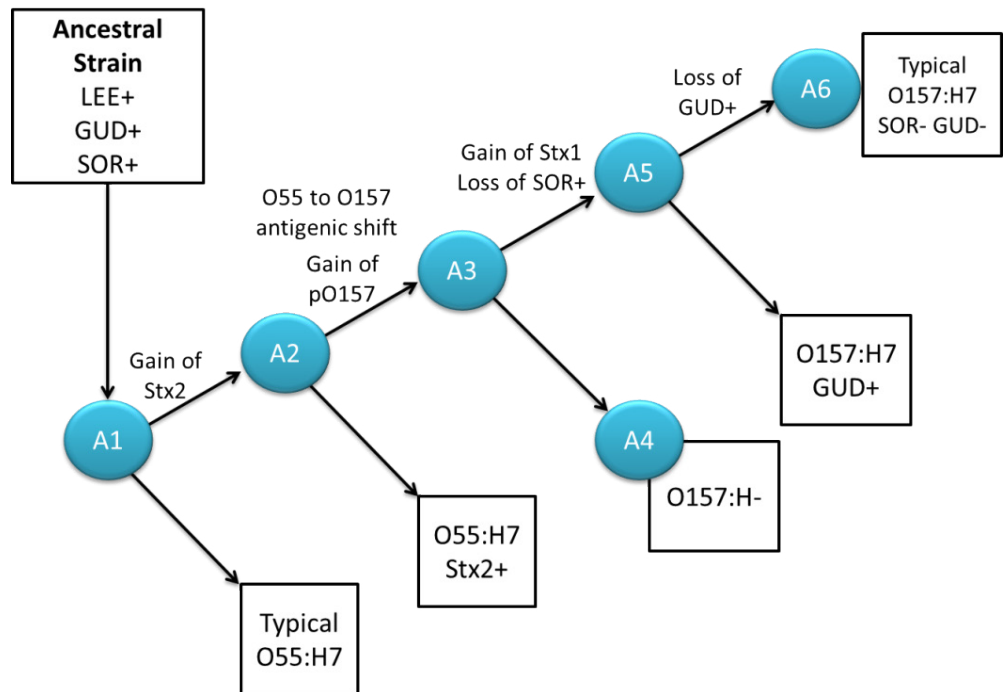 Ancestral
Strain
LEE+
GUD+
SOR+
A1
Gain of
Stx2
A2
O55 to O157
antigenic shift
Gain of
pO157
A3
Gain of Stx1
Loss of SOR+
A5
Loss of
GUD+
A6
Typical
O157:H7
SOR- GUD-
O157:H7
GUD+
A4
O157:H-
O55:H7
Stx2+
Typical
O55:H7